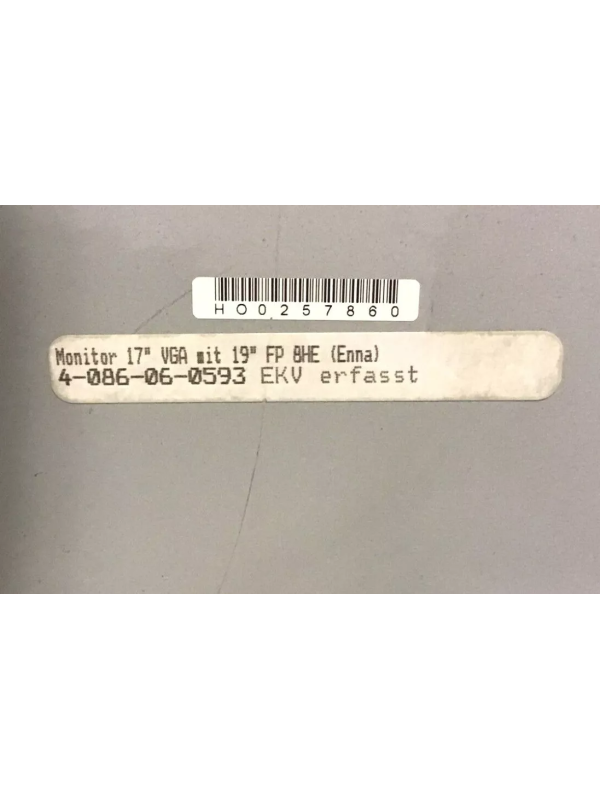 HO0257860
Monitor 17" VGA mit 19" FP 8HE (Enna)
4-086-06-0593 EKV erfasst